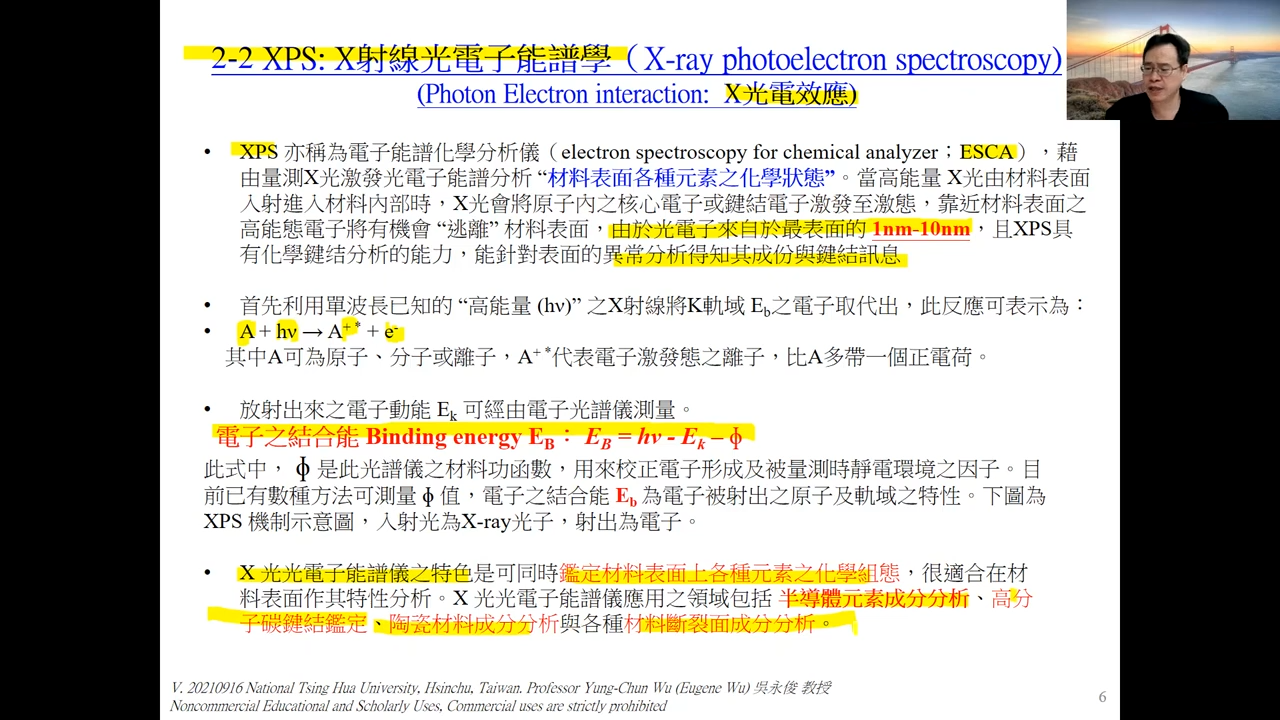 2-2 XPS: X射線光電子能譜學（X-ray photoelectron spectroscopy)
(Photon Electron interaction: X光電效應)
• XPS 亦稱為電子能譜化學分析儀（electron spectroscopy for chemical analyzer；ESCA），藉
由量測X光激發光電子能譜分析 “材料表面各種元素之化學狀態”。當高能量 X光由材料表面
入射進入材料內部時，X光會將原子內之核心電子或鍵結電子激發至激態，靠近材料表面之
高能態電子將有機會 “逃離” 材料表面，由於光電子來自於最表面的 1nm-10nm，且XPS具
有化學鍵结分析的能力，能針對表面的異常分析得知其成份與鍵結訊息
• 首先利用單波長已知的 “高能量 (hν)” 之X射線將K軌域 Eb之電子取代出，此反應可表示為：
• A + hν → A+ * + e-
其中A可為原子、分子或離子，A+ *代表電子激發態之離子，比A多帶一個正電荷。
• 放射出來之電子動能 Ek 可經由電子光譜儀測量。
電子之結合能 Binding energy EB： EB = hν - Ek – ϕ
此式中， ϕ 是此光譜儀之材料功函數，用來校正電子形成及被量測時靜電環境之因子。目
前已有數種方法可測量 ϕ 值，電子之結合能 Eb 為電子被射出之原子及軌域之特性。下圖為
XPS 機制示意圖，入射光為X-ray光子，射出為電子。
• X 光光電子能譜儀之特色是可同時鑑定材料表面上各種元素之化學組態，很適合在材
料表面作其特性分析。X 光光電子能譜儀應用之領域包括 半導體元素成分分析、高分
子碳鍵結鑑定、陶瓷材料成分分析與各種材料斷裂面成分分析。
V. 20210916 National Tsing Hua University, Hsinchu, Taiwan. Professor Yung-Chun Wu (Eugene Wu) 吳永俊 教授
Noncommercial Educational and Scholarly Uses, Commercial uses are strictly prohibited
6